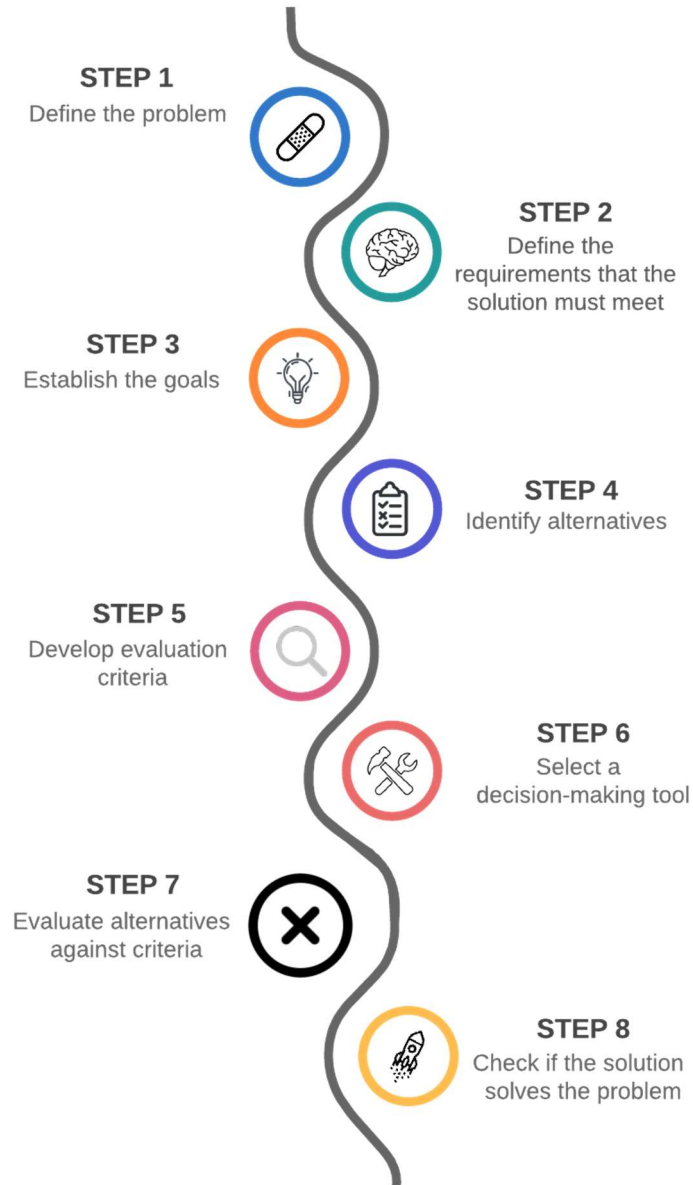 STEP 1
Define the problem
STEP 2
Define the
requirements that the
solution must meet
STEP 3
Establish the goals
STEP 4
Identify alternatives
STEP 5
Develop evaluation
criteria
STEP 6
Select a
decision-making tool
STEP 7
Evaluate alternatives
against criteria
STEP 8
Check if the solution
solves the problem